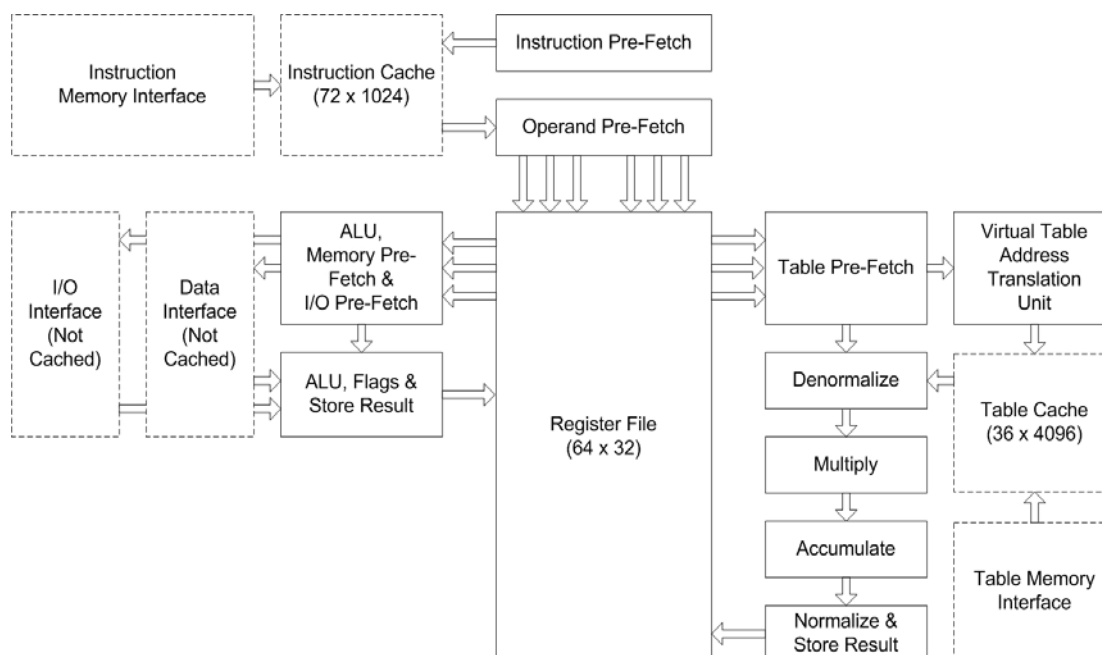 Instruction
Memory Interface
Instruction Cache
(72 x 1024)
Instruction Pre-Fetch
Operand Pre-Fetch
I/O
Interface
(Not
Cached)
Data
Interface
(Not
Cached)
ALU,
Memory Pre-
Fetch &
I/O Pre-Fetch
ALU, Flags &
Store Result
Register File
(64 x 32)
Table Pre-Fetch
Virtual Table
Address
Translation
Unit
Denormalize
Table Cache
(36 x 4096)
Multiply
Accumulate
Table Memory
Interface
Normalize &
Store Result